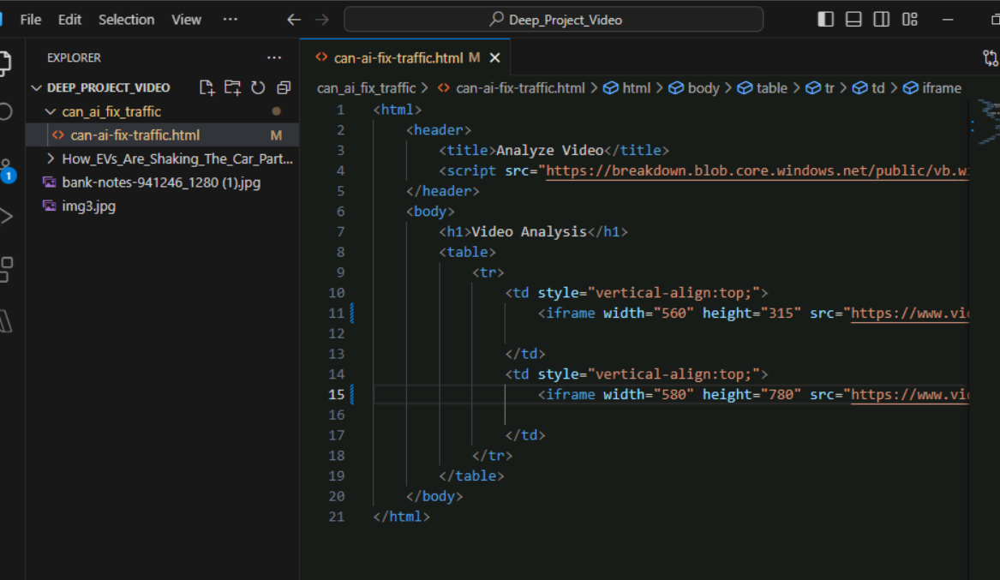 File Edit Selection View ··· Deep_Project_Video
EXPLORER ···
DEEP_PROJECT_VIDEO
can_ai_fix_traffic
can-ai-fix-traffic.html M
How_EVs_Are_Shaking_The_Car_Part...
bank-notes-941246_1280 (1).jpg
img3.jpg
1
can-ai-fix-traffic.html M
can_ai_fix_traffic > can-ai-fix-traffic.html > html > body > table > tr > td > iframe
1 <html>
2 <header>
3 <title>Analyze Video</title>
4 <script src="https://breakdown.blob.core.windows.net/public/vb.wi
5 </header>
6 <body>
7 <h1>Video Analysis</h1>
8 <table>
9 <tr>
10 <td style="vertical-align:top;">
11 <iframe width="560" height="315" src="https://www.vid
12
13 </td>
14 <td style="vertical-align:top;">
15 <iframe width="580" height="780" src="https://www.vid
16
17 </td>
18 </tr>
19 </table>
20 </body>
21 </html>